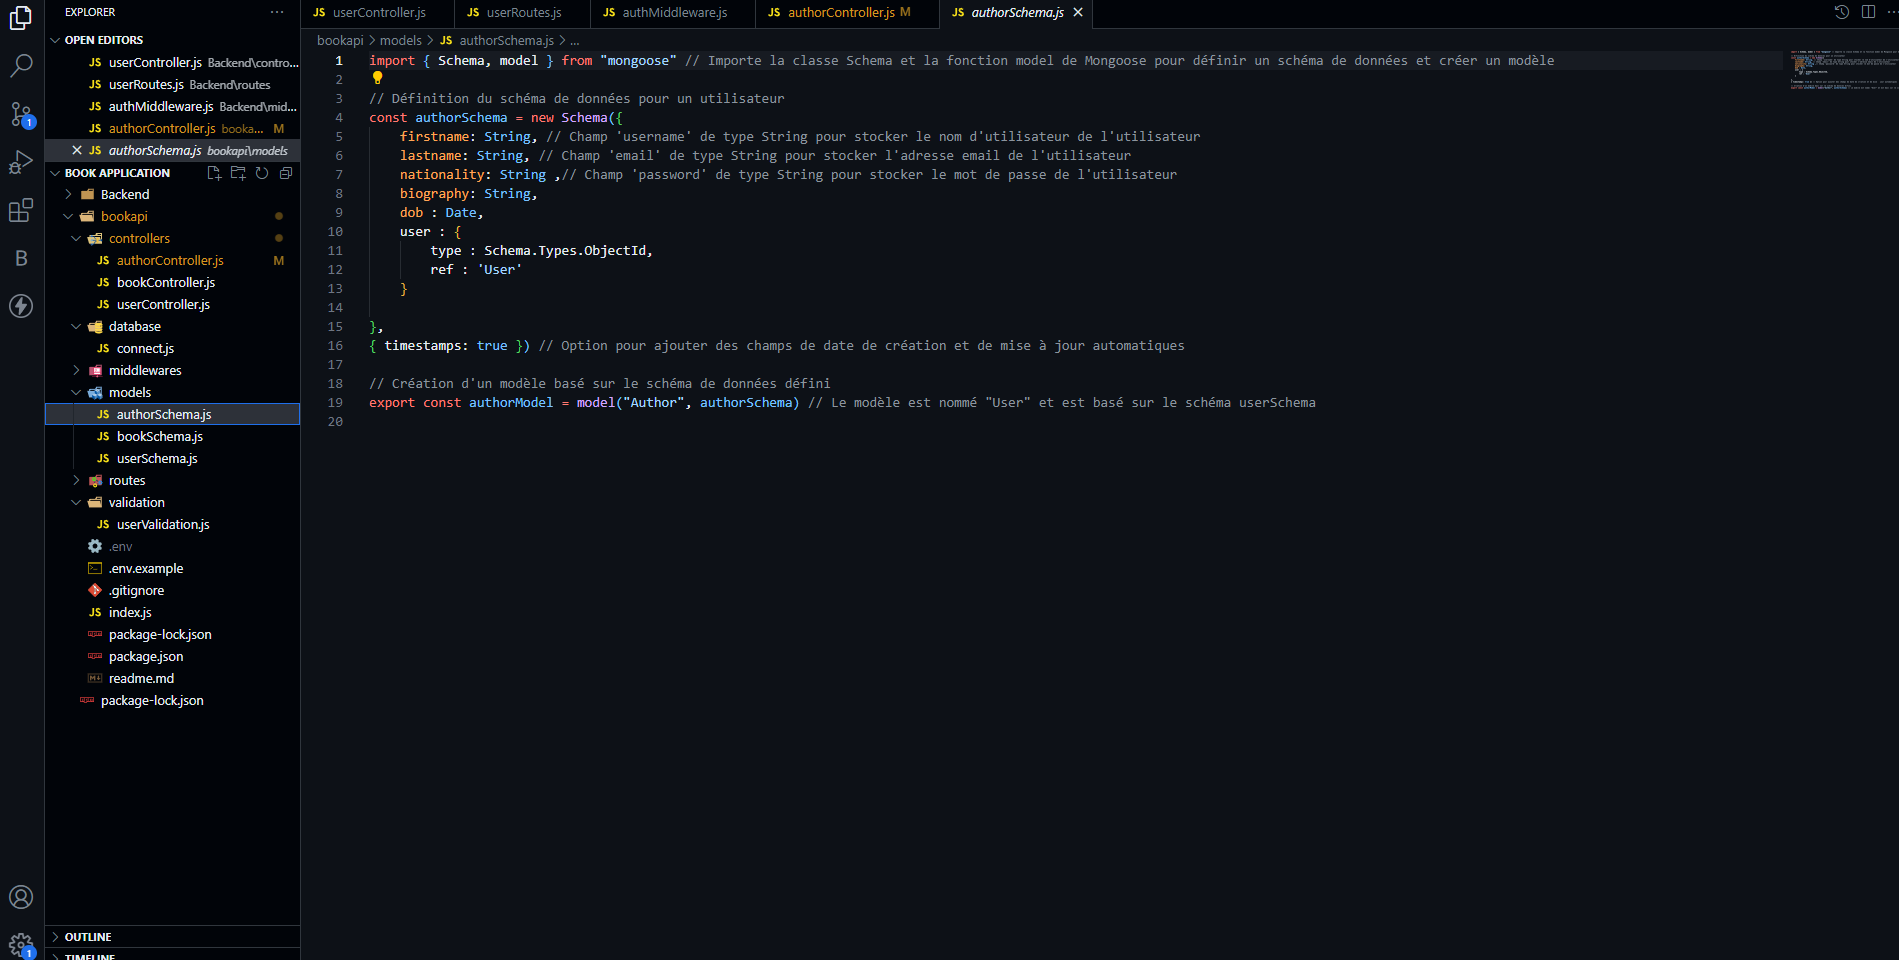 EXPLORER
OPEN EDITORS
JS userController.js Backend\contro...
JS userRoutes.js Backend\routes
JS authMiddleware.js Backend\mid...
JS authorController.js booka... M
JS authorSchema.js bookapi\models
BOOK APPLICATION
Backend
bookapi
controllers
JS authorController.js M
JS bookController.js
JS userController.js
database
JS connect.js
middlewares
models
JS authorSchema.js
JS bookSchema.js
JS userSchema.js
routes
validation
JS userValidation.js
.env
.env.example
.gitignore
JS index.js
package-lock.json
package.json
readme.md
package-lock.json
OUTLINE
TIMELINE
1
B
1
JS userController.js
JS userRoutes.js
JS authMiddleware.js
JS authorController.js M
JS authorSchema.js
bookapi > models > JS authorSchema.js > ...
1 import { Schema, model } from "mongoose" // Importe la classe Schema et la fonction model de Mongoose pour définir un schéma de données et créer un modèle
2
3 // Définition du schéma de données pour un utilisateur
4 const authorSchema = new Schema({
5 firstname: String, // Champ 'username' de type String pour stocker le nom d'utilisateur de l'utilisateur
6 lastname: String, // Champ 'email' de type String pour stocker l'adresse email de l'utilisateur
7 nationality: String ,// Champ 'password' de type String pour stocker le mot de passe de l'utilisateur
8 biography: String,
9 dob : Date,
10 user : {
11 type : Schema.Types.ObjectId,
12 ref : 'User'
13 }
14
15 },
16 { timestamps: true }) // Option pour ajouter des champs de date de création et de mise à jour automatiques
17
18 // Création d'un modèle basé sur le schéma de données défini
19 export const authorModel = model("Author", authorSchema) // Le modèle est nommé "User" et est basé sur le schéma userSchema
20